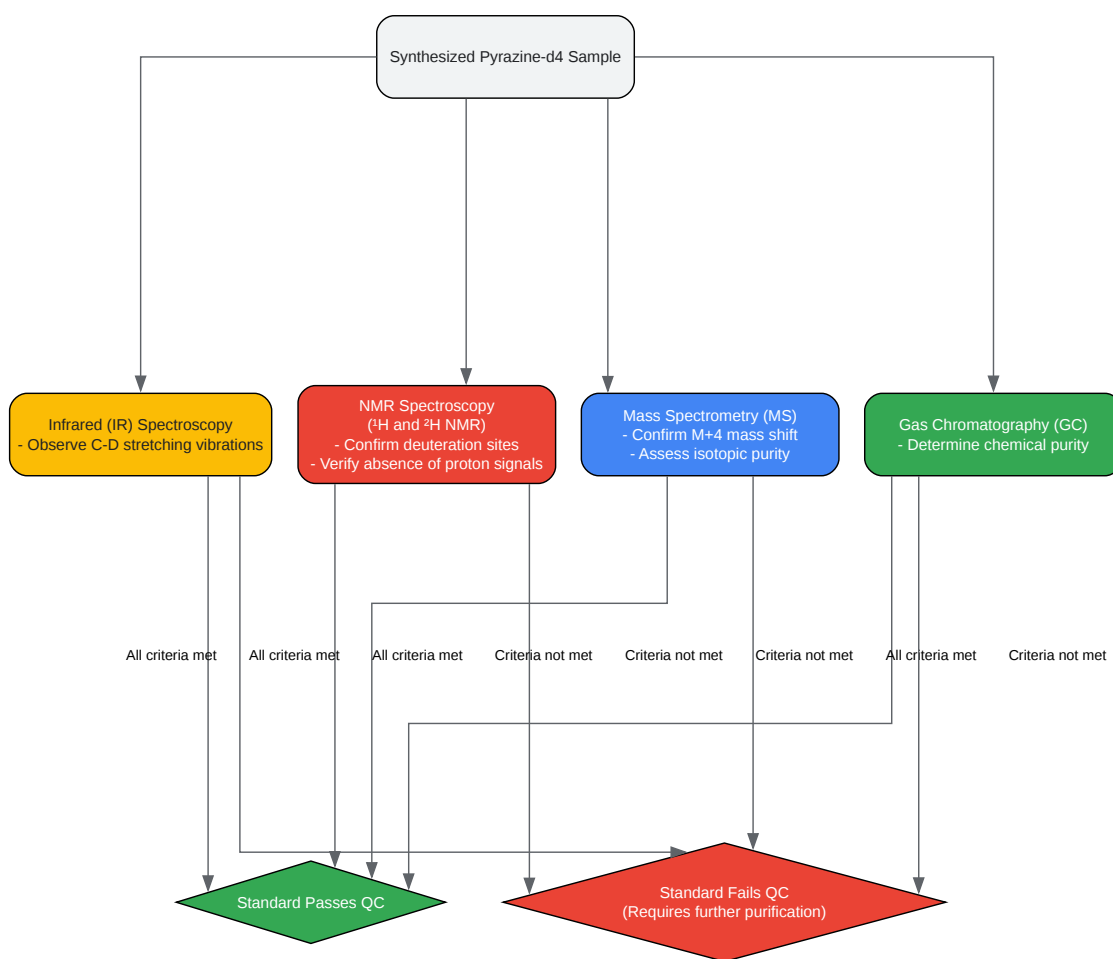 Synthesized Pyrazine-d4 Sample
Infrared (IR) Spectroscopy
- Observe C-D stretching vibrations
NMR Spectroscopy
(¹H and ²H NMR)
- Confirm deuteration sites
- Verify absence of proton signals
Mass Spectrometry (MS)
- Confirm M+4 mass shift
- Assess isotopic purity
Gas Chromatography (GC)
- Determine chemical purity
All criteria met
All criteria met
All criteria met
Criteria not met
Criteria not met
Criteria not met
All criteria met
Criteria not met
Standard Passes QC
Standard Fails QC
(Requires further purification)